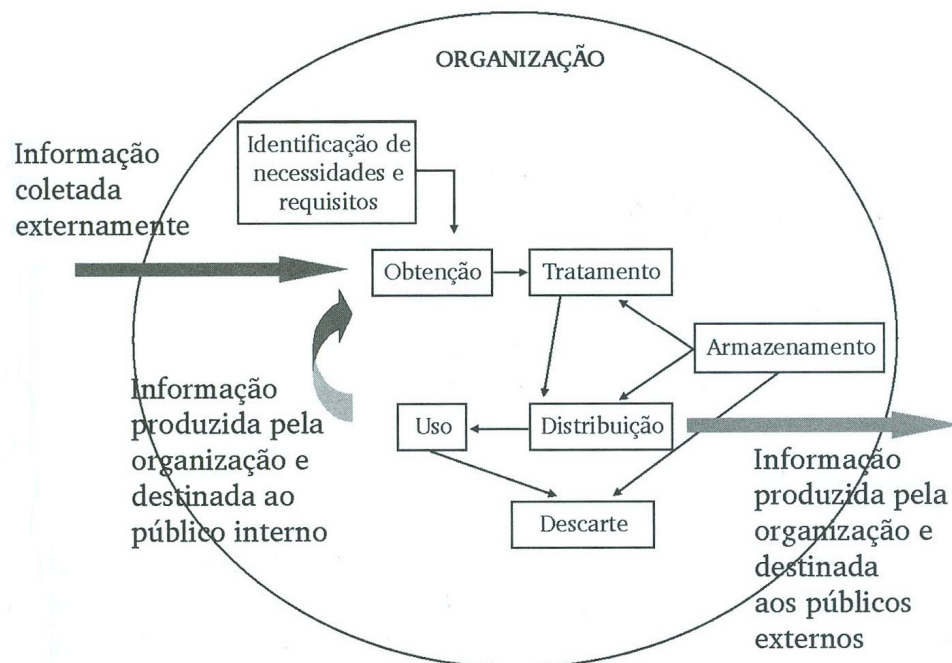 ORGANIZAÇÃO
Informação
coletada
externamente
Identificação de
necessidades e
requisitos
Obtenção
Tratamento
Armazenamento
Informação
produzida pela
organização e
destinada ao
público interno
Uso
Distribuição
Descarte
Informação
produzida pela
organização e
destinada
aos públicos
externos